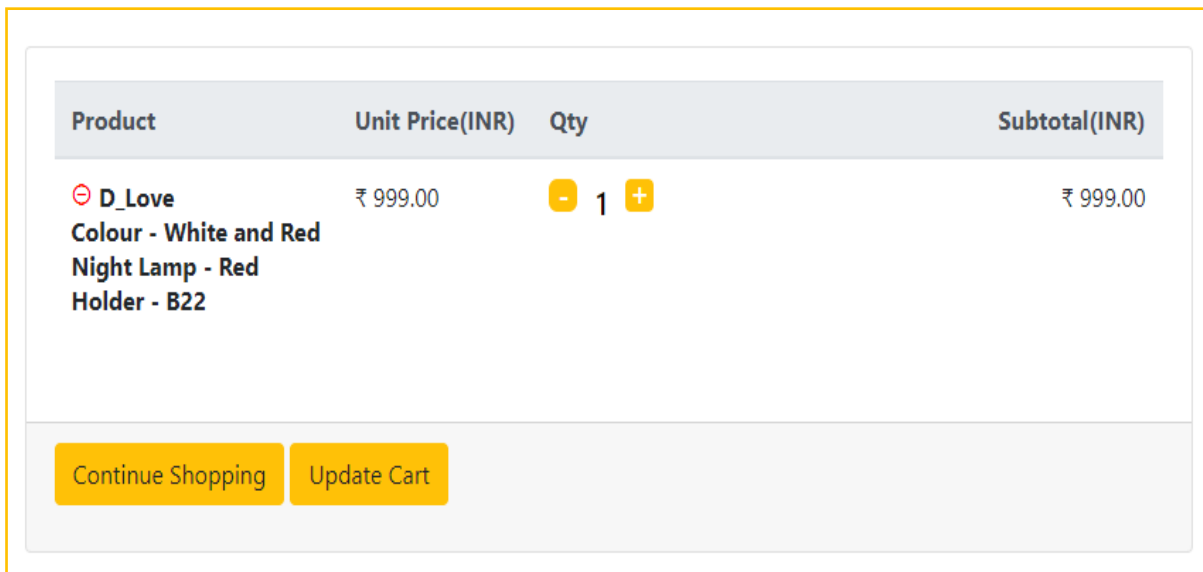 Product Unit Price(INR) Qty Subtotal(INR)
D_Love ₹ 999.00 - 1 + ₹ 999.00
Colour - White and Red
Night Lamp - Red
Holder - B22
Continue Shopping Update Cart